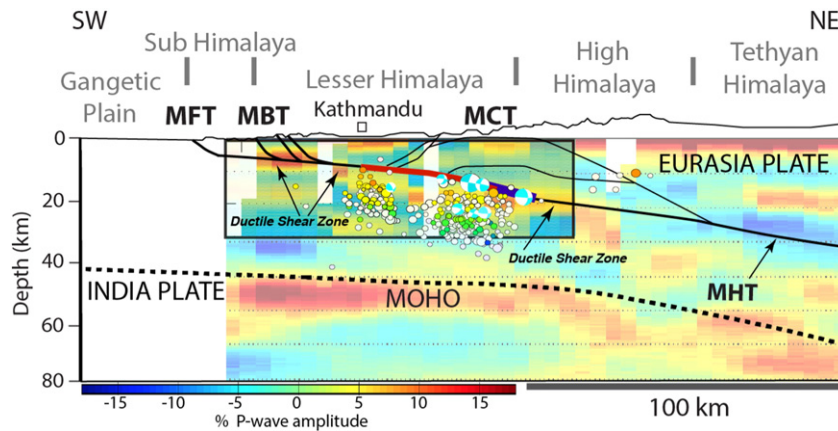 SW
NE
Sub Himalaya
Gangetic
Plain
Lesser Himalaya
High
Himalaya
Tethyan
Himalaya
MFT
MBT
Kathmandu
MCT
0
20
40
60
80
Depth (km)
EURASIA PLATE
Ductile Shear Zone
Ductile Shear Zone
INDIA PLATE
MOHO
MHT
-15
-10
-5
0
5
10
15
% P-wave amplitude
100 km